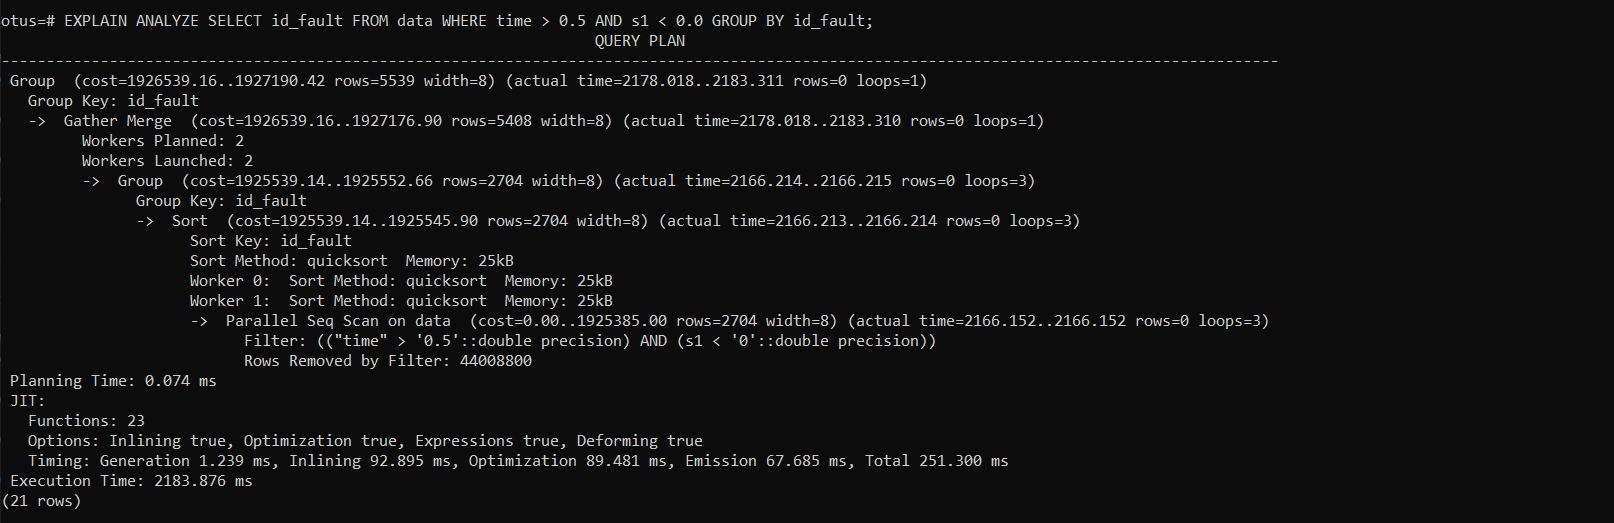 otus=# EXPLAIN ANALYZE SELECT id_fault FROM data WHERE time > 0.5 AND s1 < 0.0 GROUP BY id_fault;
QUERY PLAN
----------------------------------------------------------------------------------------------------------------------------------------------
Group  (cost=1926539.16..1927190.42 rows=5539 width=8) (actual time=2178.018..2183.311 rows=0 loops=1)
  Group Key: id_fault
  ->  Gather Merge  (cost=1926539.16..1927176.90 rows=5408 width=8) (actual time=2178.018..2183.310 rows=0 loops=1)
        Workers Planned: 2
        Workers Launched: 2
        ->  Group  (cost=1925539.14..1925552.66 rows=2704 width=8) (actual time=2166.214..2166.215 rows=0 loops=3)
              Group Key: id_fault
              ->  Sort  (cost=1925539.14..1925545.90 rows=2704 width=8) (actual time=2166.213..2166.214 rows=0 loops=3)
                    Sort Key: id_fault
                    Sort Method: quicksort  Memory: 25kB
                    Worker 0:  Sort Method: quicksort  Memory: 25kB
                    Worker 1:  Sort Method: quicksort  Memory: 25kB
                    ->  Parallel Seq Scan on data  (cost=0.00..1925385.00 rows=2704 width=8) (actual time=2166.152..2166.152 rows=0 loops=3)
                          Filter: (("time" > '0.5'::double precision) AND (s1 < '0'::double precision))
                          Rows Removed by Filter: 44008800
Planning Time: 0.074 ms
JIT:
  Functions: 23
  Options: Inlining true, Optimization true, Expressions true, Deforming true
  Timing: Generation 1.239 ms, Inlining 92.895 ms, Optimization 89.481 ms, Emission 67.685 ms, Total 251.300 ms
Execution Time: 2183.876 ms
(21 rows)